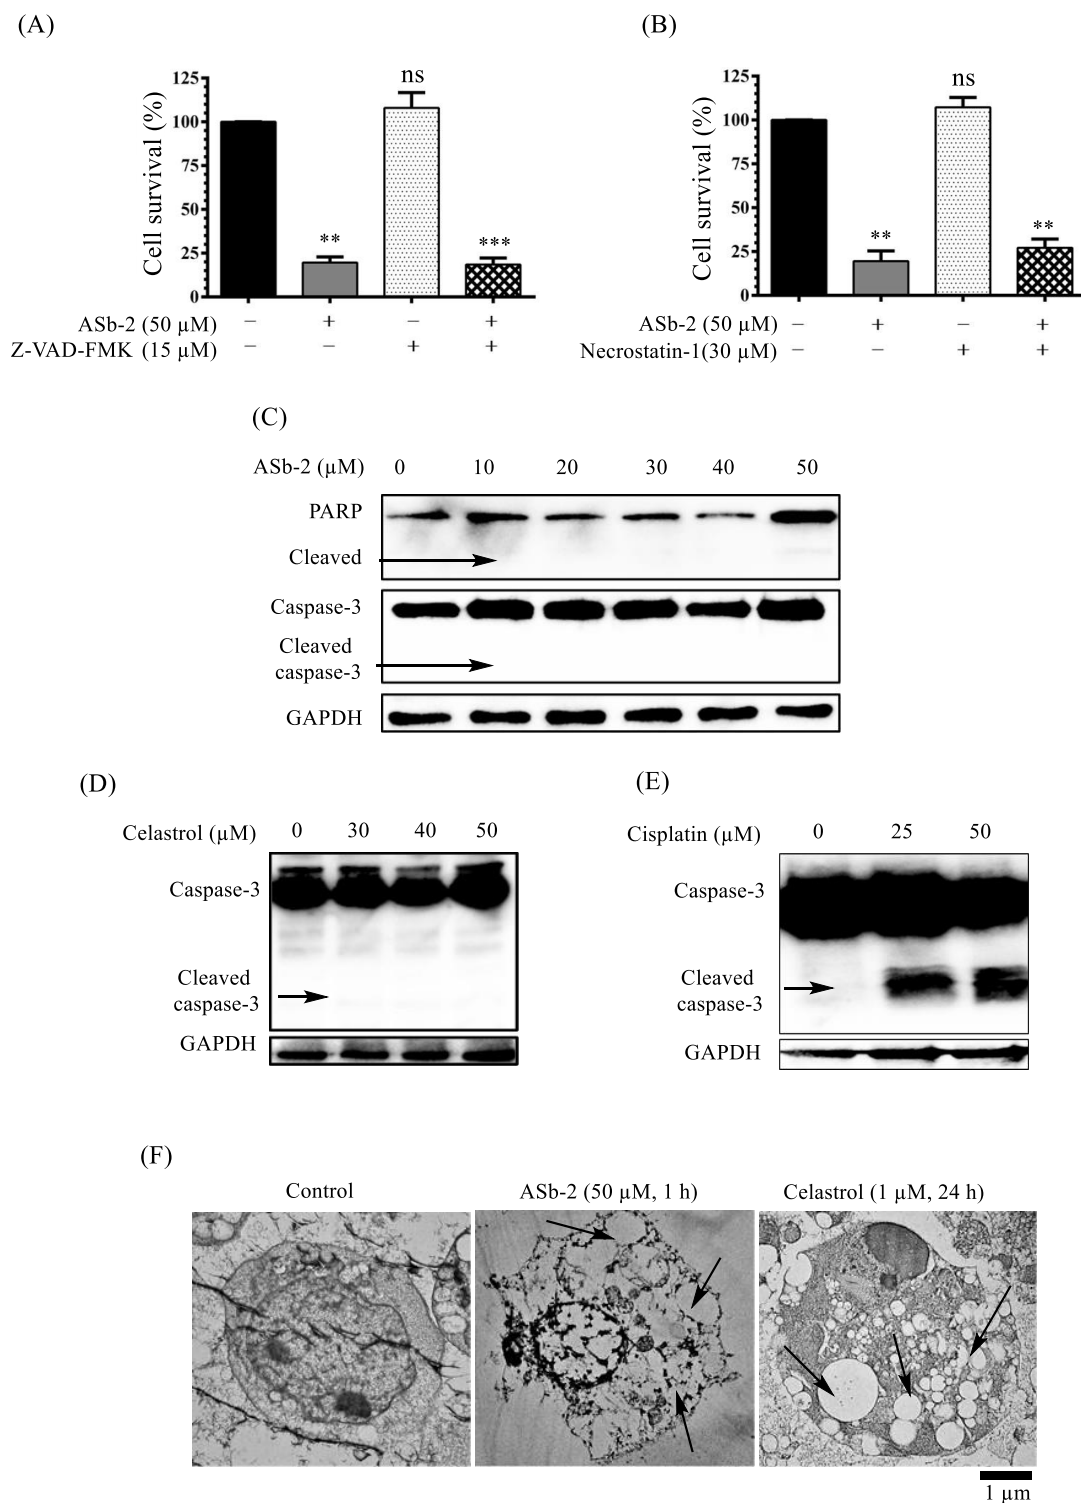 (A)
(B)
ns
125
100
75
50
25
0
Cell survival (%)
**
***
ASb-2 (50 µM) − + − +
Z-VAD-FMK (15 µM) − − + +
ns
125
100
75
50
25
0
Cell survival (%)
**
**
ASb-2 (50 µM) − + − +
Necrostatin-1(30 µM) − − + +
(C)
ASb-2 (µM) 0 10 20 30 40 50
PARP
Cleaved
Caspase-3
Cleaved
caspase-3
GAPDH
(D)
Celastrol (µM) 0 30 40 50
Caspase-3
Cleaved
caspase-3
GAPDH
(E)
Cisplatin (µM) 0 25 50
Caspase-3
Cleaved
caspase-3
GAPDH
(F)
Control
ASb-2 (50 µM, 1 h)
Celastrol (1 µM, 24 h)
1 µm